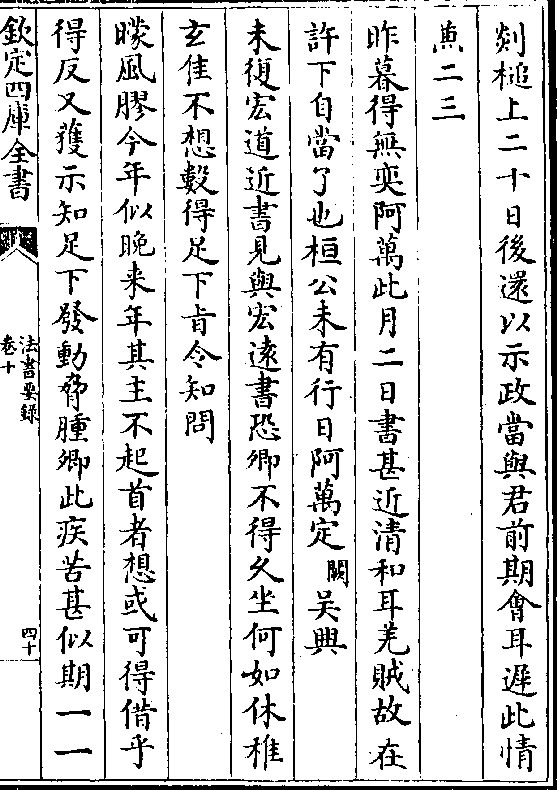 剡槌上二十日後還以示政當與君前期會耳遲此情
兼二三
昨暮得無奕阿萬此月二日書甚近清和耳羌賊故在
許下自當了也桓公未有行日阿萬定闕吳興
未復宏道近書見與宏逺書恐卿不得久坐何如休稚
玄佳不想數得足下旨令知問
曚風膠今年似晚来年其主不起首者想或可得借乎
得反又獲示知足下發動脅腫卿此疾苦甚似期一一
欽定四庫全書
法書要録
卷十
四十